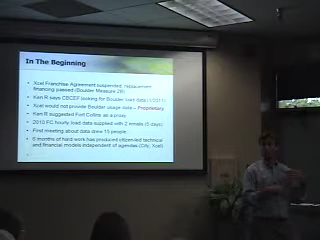 In The Beginning
• Xcel Franchise Agreement suspended, replacement
financing passed (Boulder Measure 2B)
• Ken R says CBCEF looking for Boulder load data (1/2011)
• Xcel would not provide Boulder usage data – Proprietary
• Ken R suggested Fort Collins as a proxy
• 2010 FC hourly load data supplied with 2 emails (5 days)
• First meeting about data drew 15 people
• 6 months of hard work has produced citizen-led technical
and financial models independent of agendas (City, Xcel)